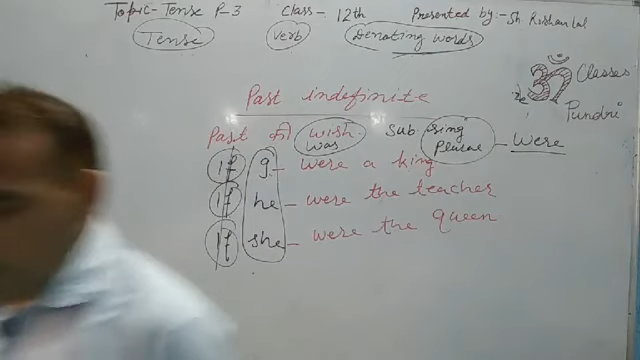 Topic-Tense P-3 Class-12th Presented by:-Sh Rishan Lal
Tense verb Denoting words
ॐ Classes
Pundri
Past indefinite
Past की wish Sub sing - were
was Plural
If I - were a king
If he - were the teacher
If she - were the queen